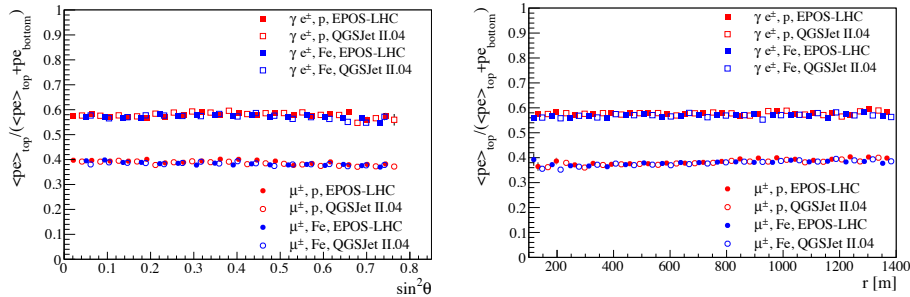 <pe>top/(<pe>top+pebottom)
1
0.9
0.8
0.7
0.6
0.5
0.4
0.3
0.2
0.1
0
γ e±, p, EPOS-LHC
γ e±, p, QGSJet II.04
γ e±, Fe, EPOS-LHC
γ e±, Fe, QGSJet II.04
μ±, p, EPOS-LHC
μ±, p, QGSJet II.04
μ±, Fe, EPOS-LHC
μ±, Fe, QGSJet II.04
0 0.1 0.2 0.3 0.4 0.5 0.6 0.7 0.8
sin²θ
<pe>top/(<pe>top+pebottom)
1
0.9
0.8
0.7
0.6
0.5
0.4
0.3
0.2
0.1
0
γ e±, p, EPOS-LHC
γ e±, p, QGSJet II.04
γ e±, Fe, EPOS-LHC
γ e±, Fe, QGSJet II.04
μ±, p, EPOS-LHC
μ±, p, QGSJet II.04
μ±, Fe, EPOS-LHC
μ±, Fe, QGSJet II.04
200 400 600 800 1000 1200 1400
r [m]